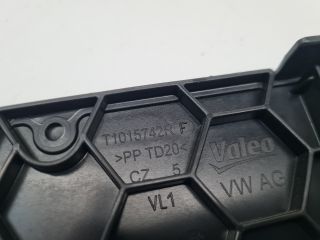 T1015742R F
>PP TD20<
CZ 5
VL1
Valeo
VW AG